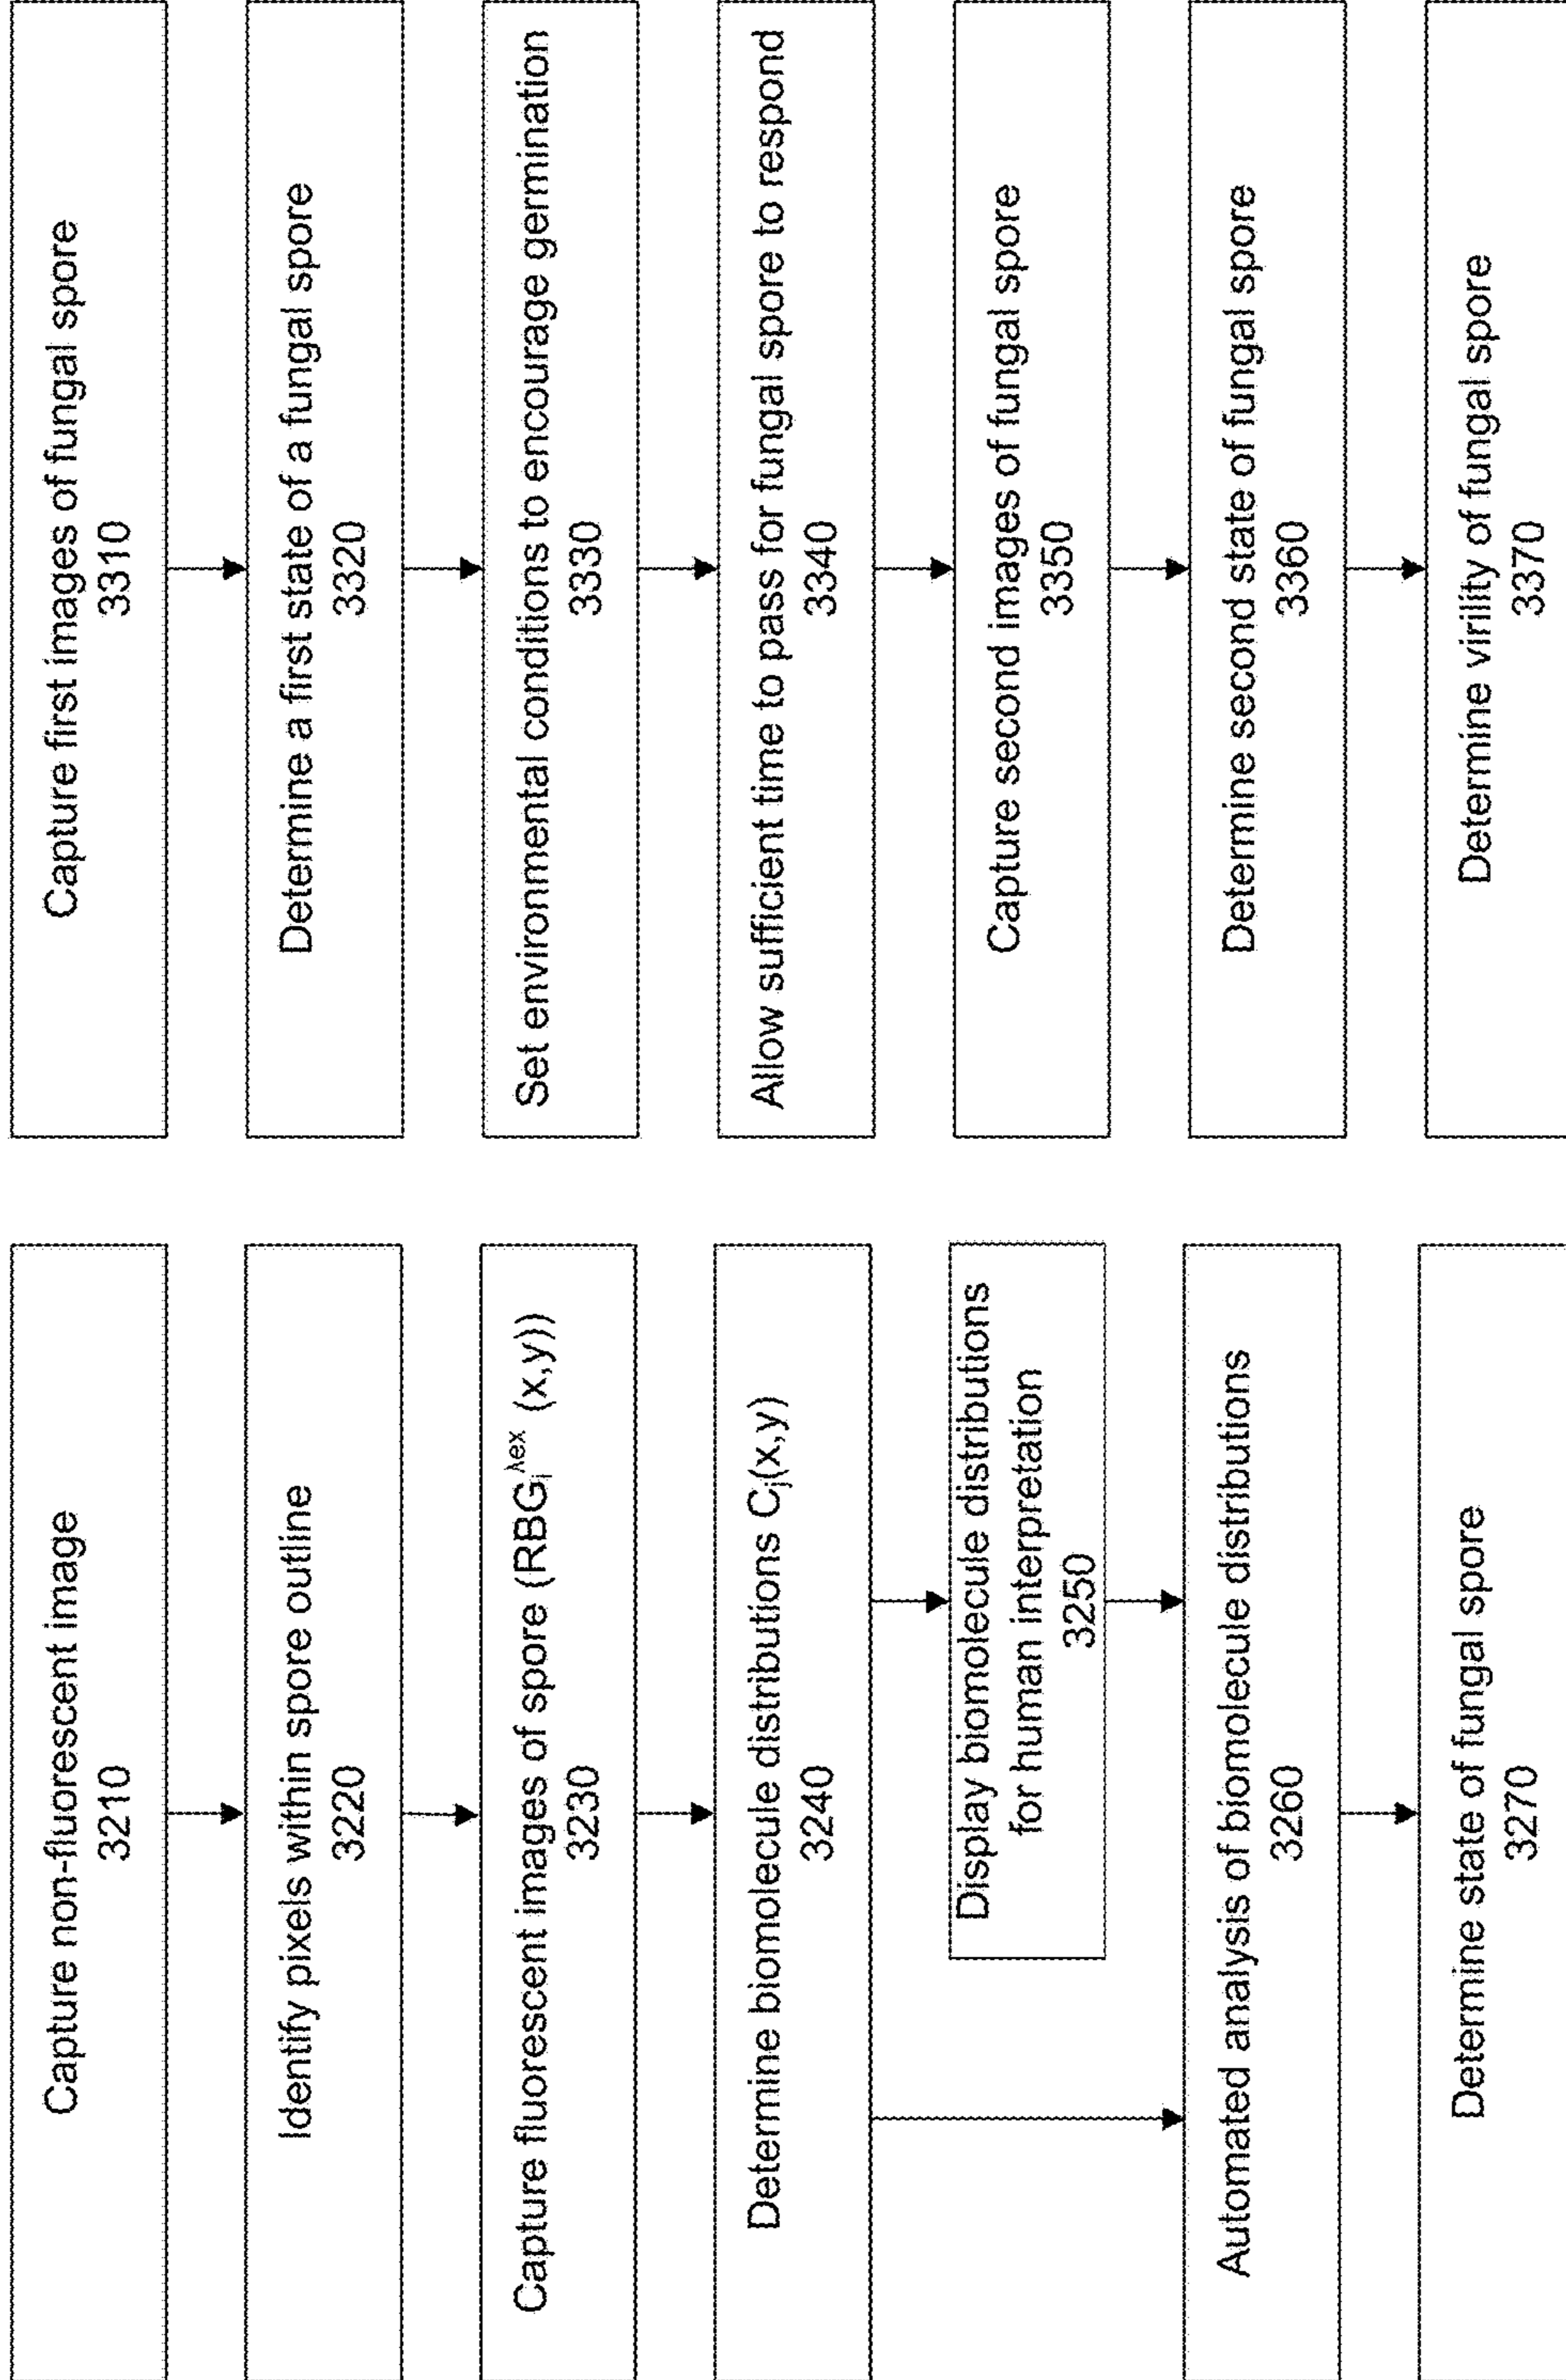 Capture non-fluorescent image
3210
Identify pixels within spore outline
3220
Capture fluorescent images of spore (RBGᵢ^λex (x,y))
3230
Determine biomolecule distributions Cⱼ(x,y)
3240
Display biomolecule distributions
for human interpretation
3250
Automated analysis of biomolecule distributions
3260
Determine state of fungal spore
3270
Capture first images of fungal spore
3310
Determine a first state of a fungal spore
3320
Set environmental conditions to encourage germination
3330
Allow sufficient time to pass for fungal spore to respond
3340
Capture second images of fungal spore
3350
Determine second state of fungal spore
3360
Determine virility of fungal spore
3370